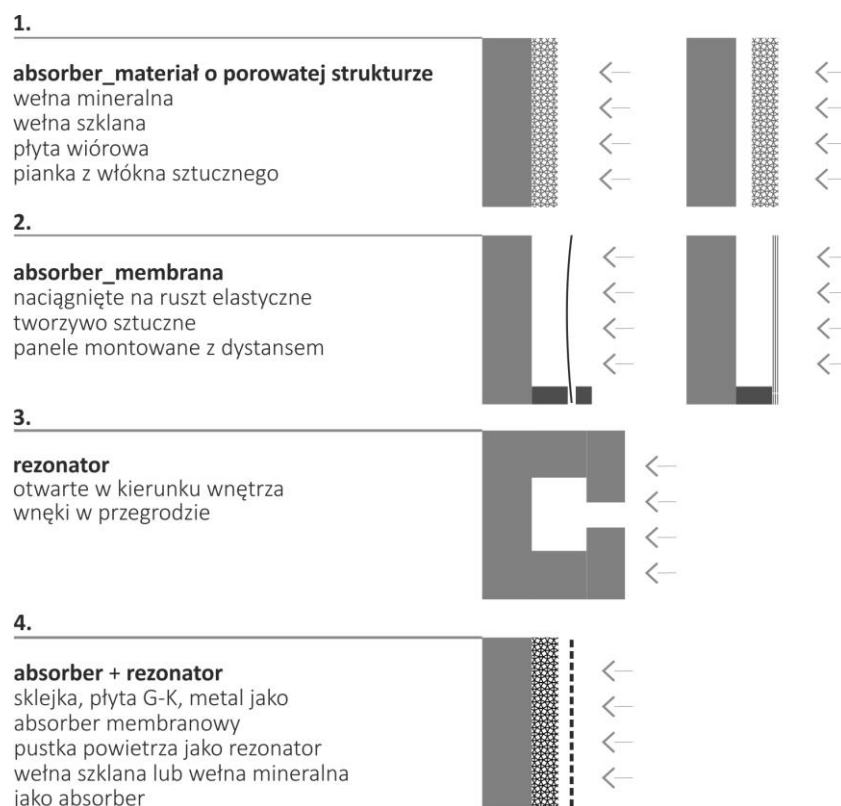 1.
absorber_materiał o porowatej strukturze
wełna mineralna
wełna szklana
płyta wiórowa
pianka z włókna sztucznego
2.
absorber_membrana
naciągnięte na ruszt elastyczne
tworzywo sztuczne
panele montowane z dystansem
3.
rezonator
otwarte w kierunku wnętrza
wnęki w przegrodzie
4.
absorber + rezonator
sklejka, płyta G-K, metal jako
absorber membranowy
pustka powietrza jako rezonator
wełna szklana lub wełna mineralna
jako absorber